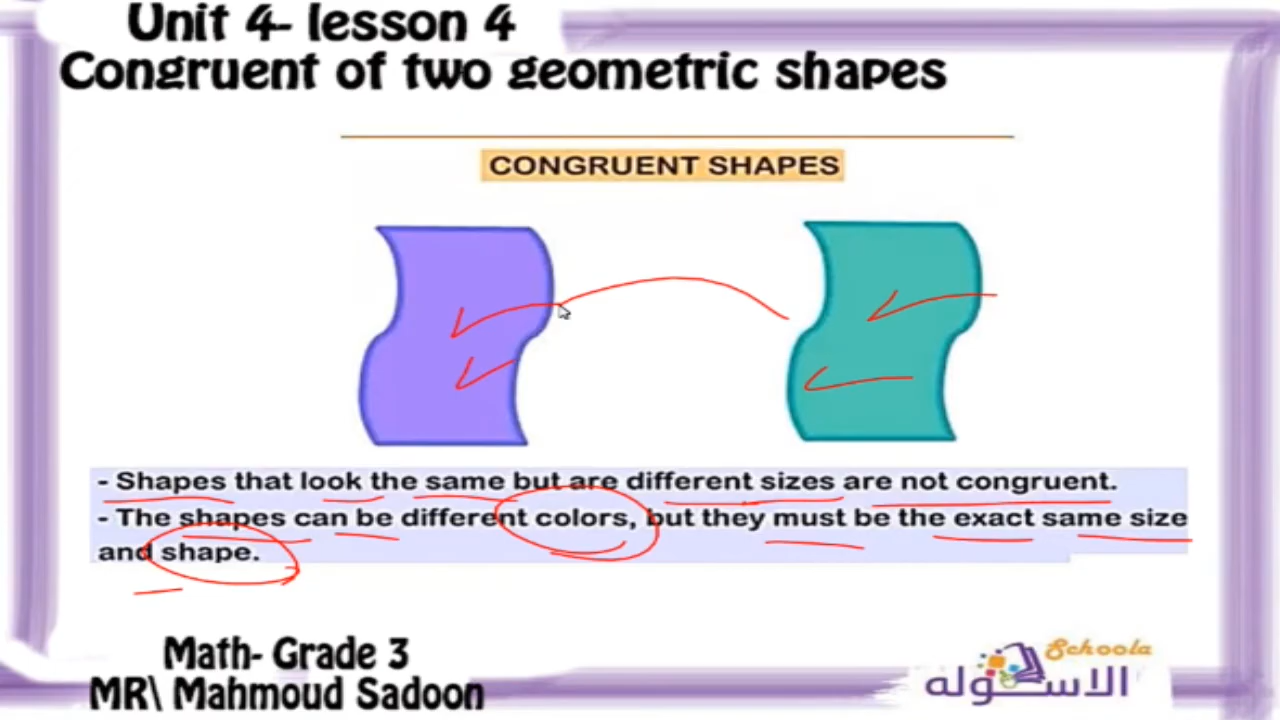 Unit 4- lesson 4
Congruent of two geometric shapes
CONGRUENT SHAPES
- Shapes that look the same but are different sizes are not congruent.
- The shapes can be different colors, but they must be the exact same size
and shape.
Math- Grade 3
MR\ Mahmoud Sadoon
Schoola
الاسكوله